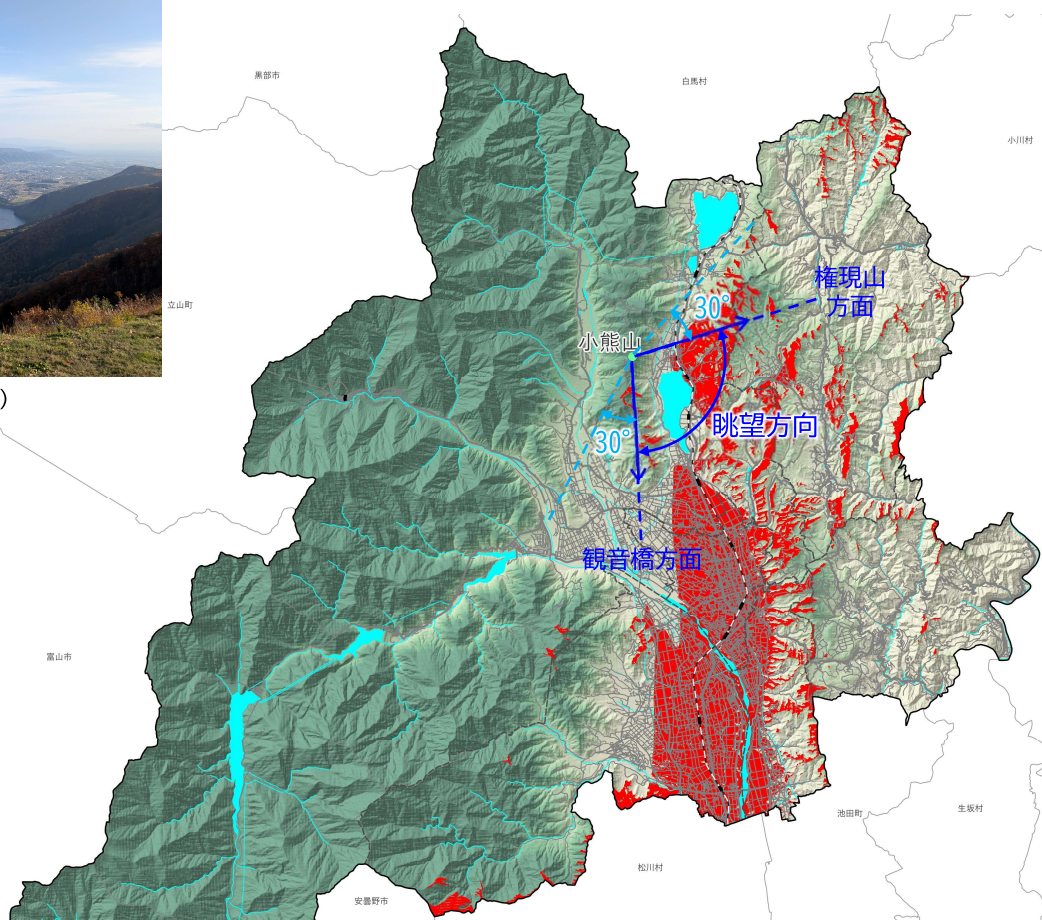 黒部市
白馬村
小川村
立山町
権現山
方面
30°
小熊山
)
眺望方向
30°
観音橋方面
富山市
池田町
生坂村
松川村
安曇野市